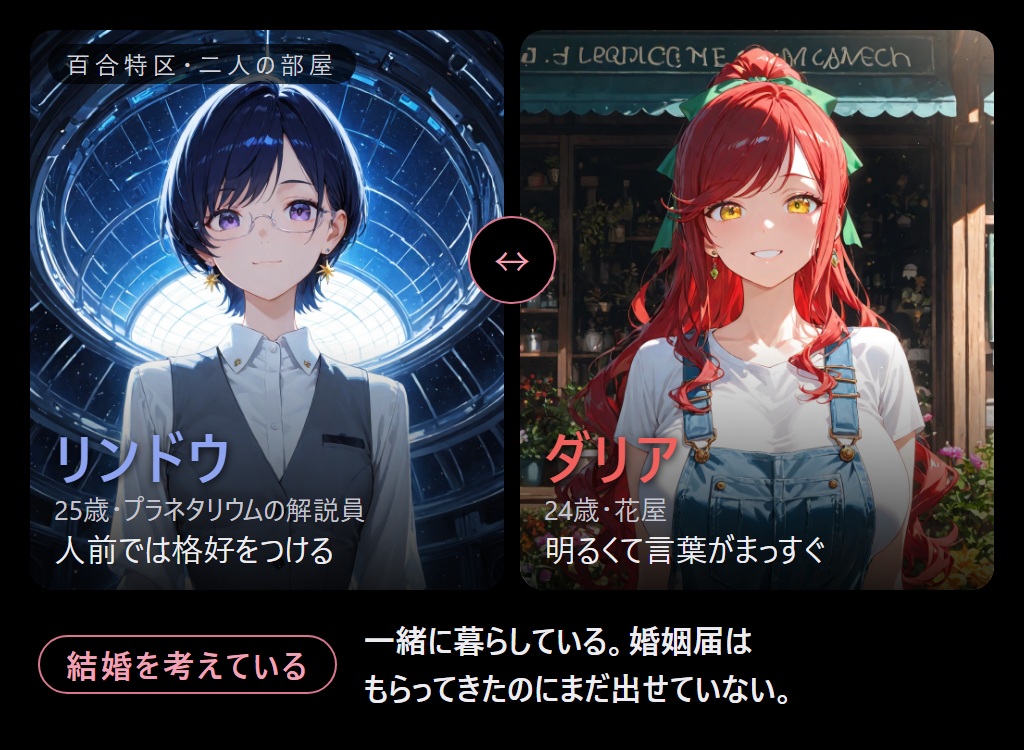 百合特区・二人の部屋
↔
リンドウ
25歳・プラネタリウムの解説員
人前では格好をつける
ダリア
24歳・花屋
明るくて言葉がまっすぐ
結婚を考えている
一緒に暮らしている。婚姻届は
もらってきたのにまだ出せていない。